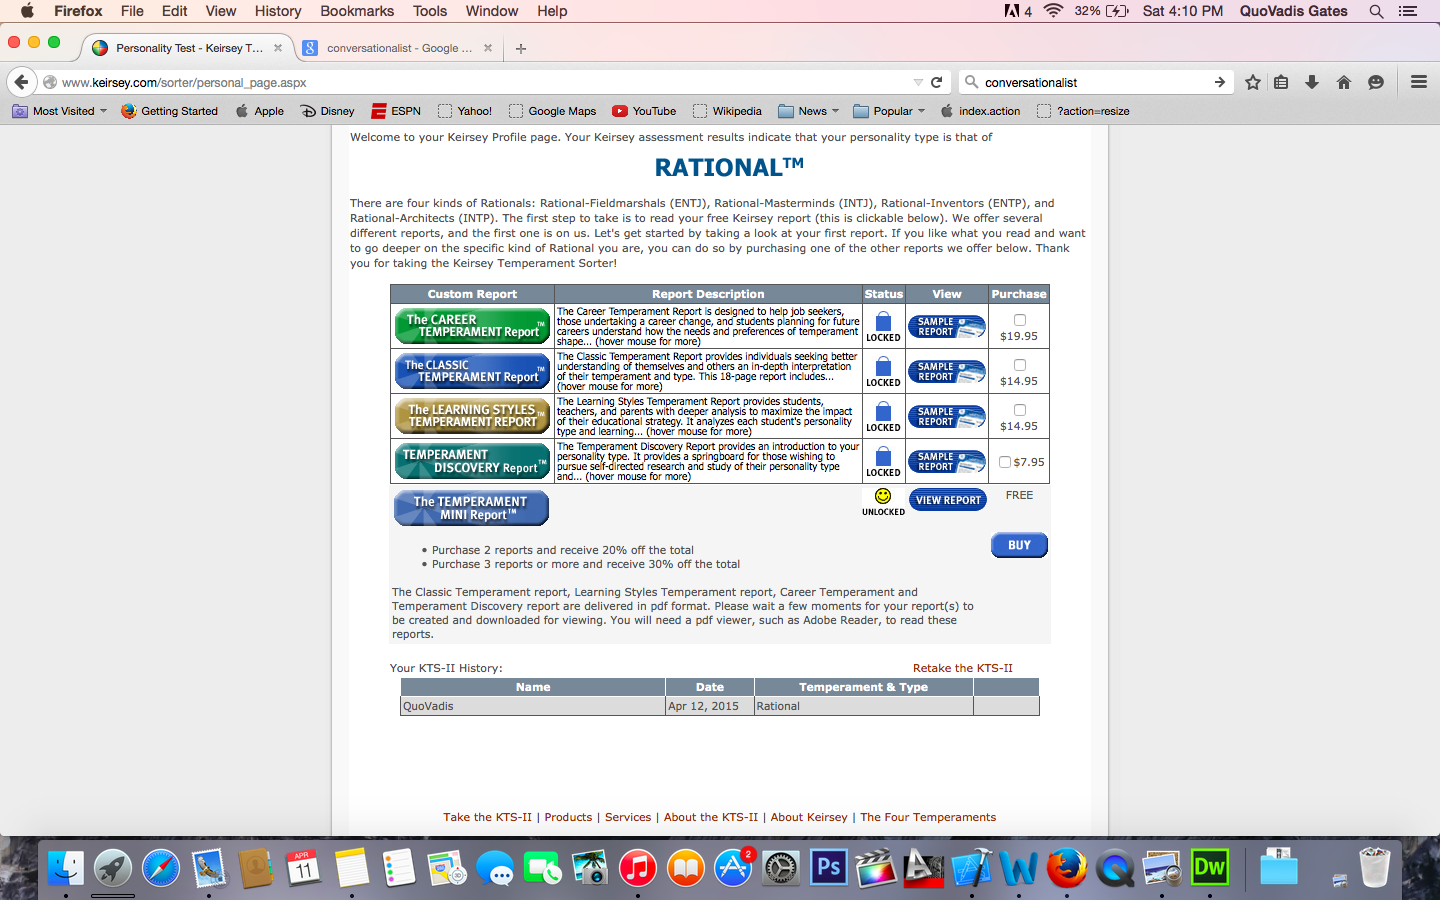 Firefox File Edit View History Bookmarks Tools Window Help 4 32% Sat 4:10 PM QuoVadis Gates
Personality Test - Keirsey T... conversationalist - Google ...
www.keirsey.com/sorter/personal_page.aspx conversationalist
Most Visited Getting Started Apple Disney ESPN Yahoo! Google Maps YouTube Wikipedia News Popular index.action ?action=resize
Welcome to your Keirsey Profile page. Your Keirsey assessment results indicate that your personality type is that of
RATIONAL™
There are four kinds of Rationals: Rational-Fieldmarshals (ENTJ), Rational-Masterminds (INTJ), Rational-Inventors (ENTP), and
Rational-Architects (INTP). The first step to take is to read your free Keirsey report (this is clickable below). We offer several
different reports, and the first one is on us. Let's get started by taking a look at your first report. If you like what you read and want
to go deeper on the specific kind of Rational you are, you can do so by purchasing one of the other reports we offer below. Thank
you for taking the Keirsey Temperament Sorter!
Custom Report Report Description Status View Purchase
The CAREER
TEMPERAMENT Report™
The Career Temperament Report is designed to help job seekers,
those undertaking a career change, and students planning for future
careers understand how the needs and preferences of temperament
shape... (hover mouse for more)
LOCKED
SAMPLE
REPORT
$19.95
The CLASSIC
TEMPERAMENT Report™
The Classic Temperament Report provides individuals seeking better
understanding of themselves and others an in-depth interpretation
of their temperament and type. This 18-page report includes...
(hover mouse for more)
LOCKED
SAMPLE
REPORT
$14.95
The LEARNING STYLES
TEMPERAMENT REPORT™
The Learning Styles Temperament Report provides students,
teachers, and parents with deeper analysis to maximize the impact
of their educational strategy. It analyzes each student's personality
type and learning... (hover mouse for more)
LOCKED
SAMPLE
REPORT
$14.95
TEMPERAMENT
DISCOVERY Report™
The Temperament Discovery Report provides an introduction to your
personality type. It provides a springboard for those wishing to
pursue self-directed research and study of their personality type
and... (hover mouse for more)
LOCKED
SAMPLE
REPORT
$7.95
The TEMPERAMENT
MINI Report™
UNLOCKED
VIEW REPORT
FREE
BUY
• Purchase 2 reports and receive 20% off the total
• Purchase 3 reports or more and receive 30% off the total
The Classic Temperament report, Learning Styles Temperament report, Career Temperament and
Temperament Discovery report are delivered in pdf format. Please wait a few moments for your report(s) to
be created and downloaded for viewing. You will need a pdf viewer, such as Adobe Reader, to read these
reports.
Your KTS-II History: Retake the KTS-II
Name Date Temperament & Type
QuoVadis Apr 12, 2015 Rational
Take the KTS-II | Products | Services | About the KTS-II | About Keirsey | The Four Temperaments
APR
11
2
Ps
Dw